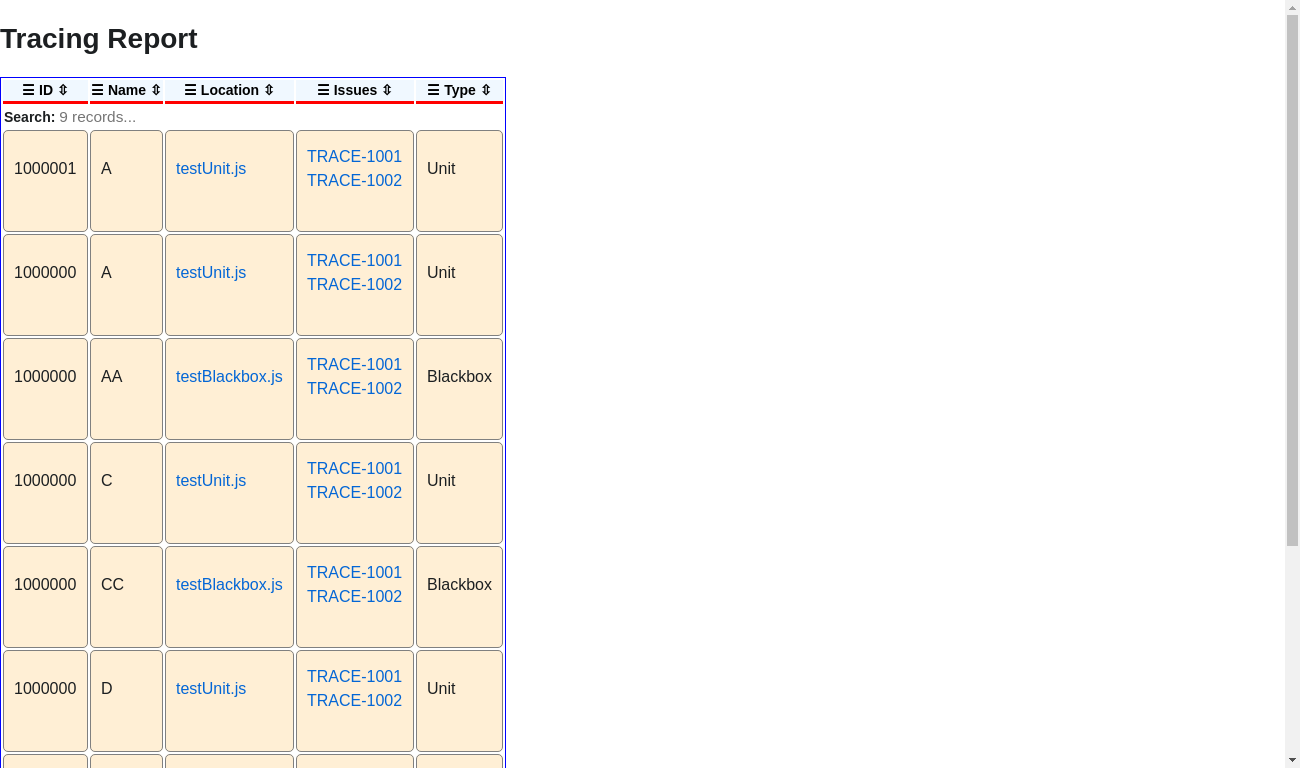 Tracing Report
☰ ID ⇳ ☰ Name ⇳ ☰ Location ⇳ ☰ Issues ⇳ ☰ Type ⇳
Search: 9 records...
1000001 A testUnit.js TRACE-1001 Unit
TRACE-1002
1000000 A testUnit.js TRACE-1001 Unit
TRACE-1002
1000000 AA testBlackbox.js TRACE-1001 Blackbox
TRACE-1002
1000000 C testUnit.js TRACE-1001 Unit
TRACE-1002
1000000 CC testBlackbox.js TRACE-1001 Blackbox
TRACE-1002
1000000 D testUnit.js TRACE-1001 Unit
TRACE-1002